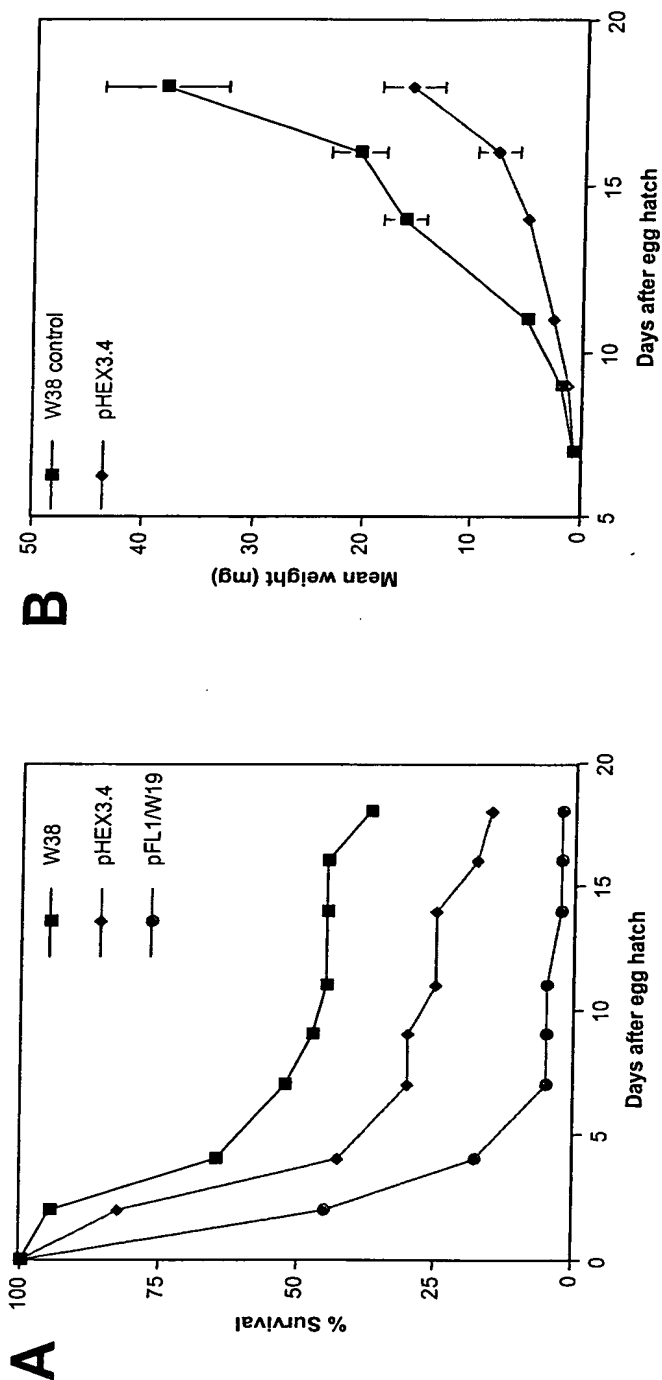 A
% Survival
100
75
50
25
0
0
5
10
15
20
Days after egg hatch
W38
pHEX3.4
pFL1/W19
B
Mean weight (mg)
50
40
30
20
10
0
5
10
15
20
Days after egg hatch
W38 control
pHEX3.4